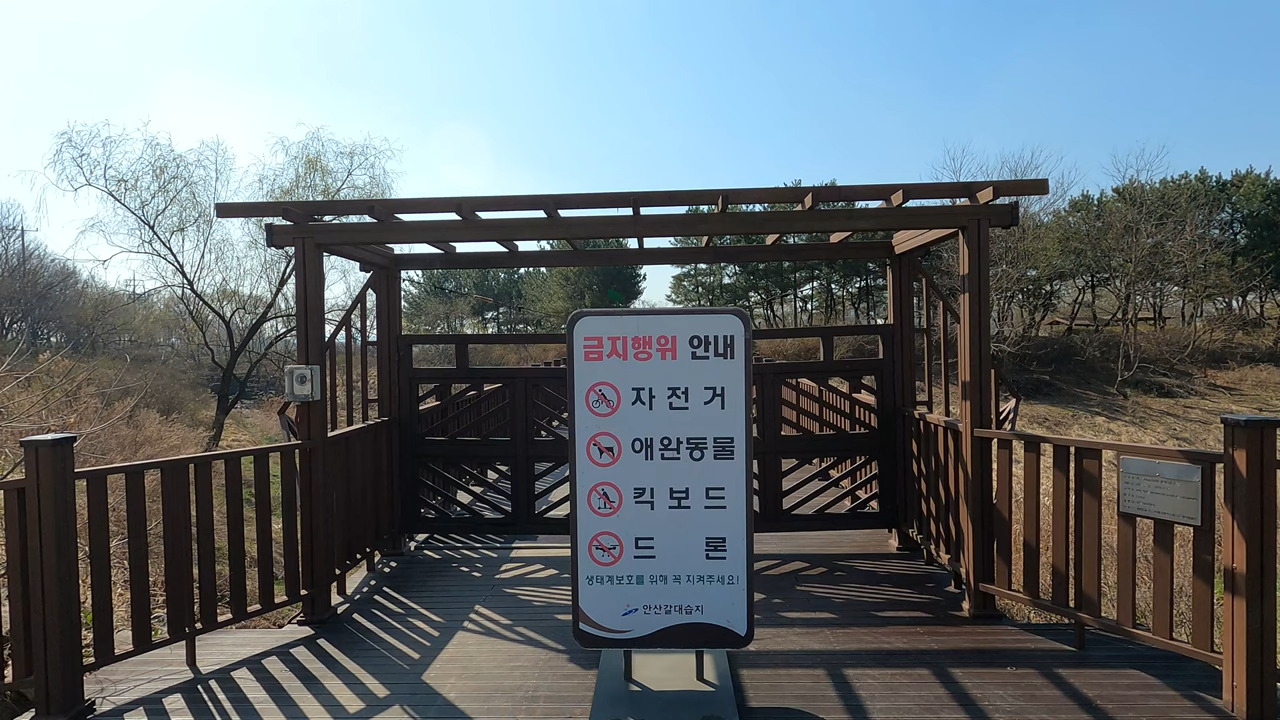 금지행위 안내
자전거
애완동물
킥보드
드론
생태계보호를 위해 꼭 지켜주세요!
안산갈대습지